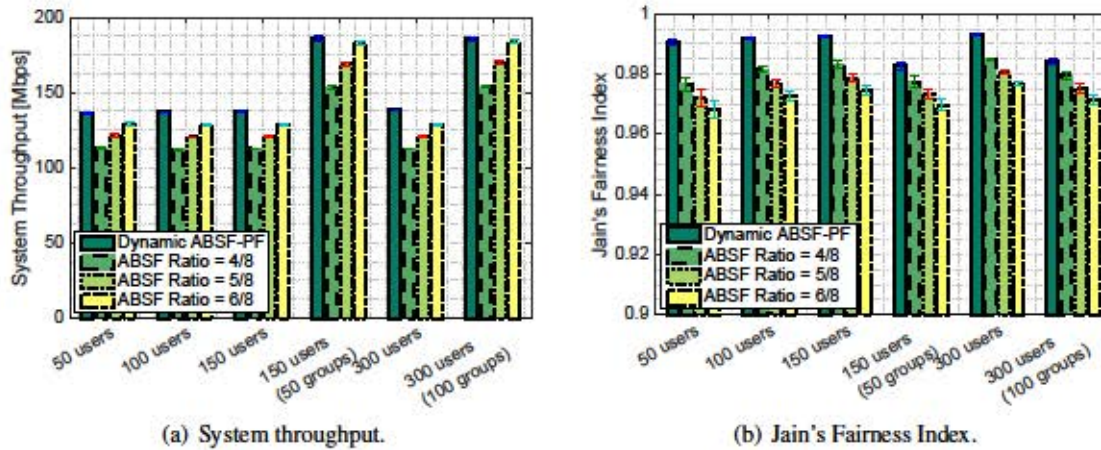 200
150
100
50
0
System Throughput [Mbps]
Dynamic ABSF-PF
ABSF Ratio = 4/8
ABSF Ratio = 5/8
ABSF Ratio = 6/8
50 users
100 users
150 users
150 users
(50 groups)
300 users
300 users
(100 groups)
(a) System throughput.
1
0.98
0.96
0.94
0.92
0.9
Jain's Fairness Index
Dynamic ABSF-PF
ABSF Ratio = 4/8
ABSF Ratio = 5/8
ABSF Ratio = 6/8
50 users
100 users
150 users
150 users
(50 groups)
300 users
300 users
(100 groups)
(b) Jain's Fairness Index.